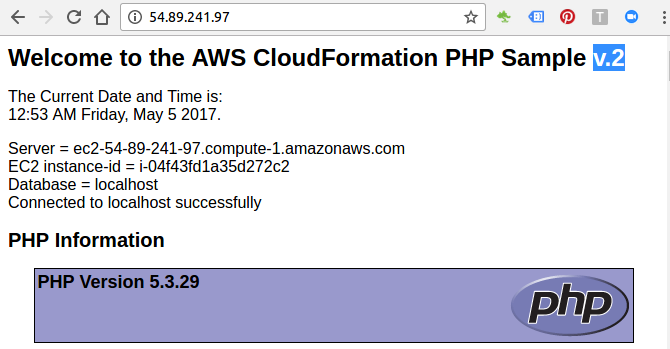 54.89.241.97
Welcome to the AWS CloudFormation PHP Sample v.2
The Current Date and Time is:
12:53 AM Friday, May 5 2017.
Server = ec2-54-89-241-97.compute-1.amazonaws.com
EC2 instance-id = i-04f43fd1a35d272c2
Database = localhost
Connected to localhost successfully
PHP Information
PHP Version 5.3.29
php